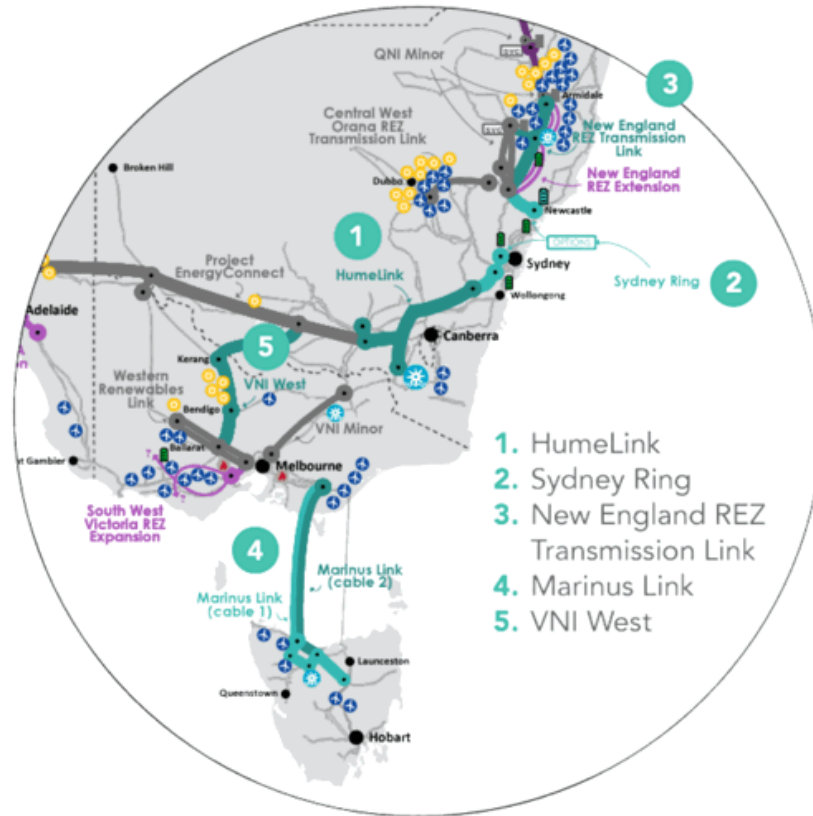 QNI Minor
SVC
3
Armidale
Central West
Orana REZ
Transmission Link
SVC
New England
REZ Transmission
Link
Broken Hill
Dubbo
New England
REZ Extension
Newcastle
1
OPTIONS
Project
EnergyConnect
HumeLink
Sydney
Sydney Ring
2
Wollongong
Adelaide
5
Canberra
Kerang
Western
Renewables
Link
VNI West
Bendigo
VNI Minor
Ballarat
t Gambier
?
Melbourne
?
South West
Victoria REZ
Expansion
4
Marinus Link
(cable 2)
Marinus Link
(cable 1)
Launceston
Queenstown
Hobart
1. HumeLink
2. Sydney Ring
3. New England REZ
Transmission Link
4. Marinus Link
5. VNI West